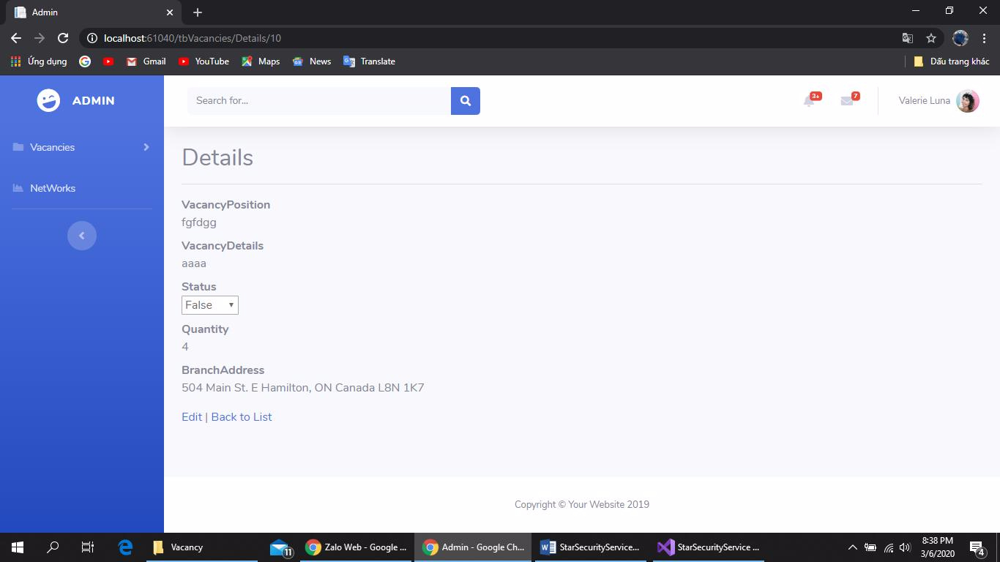 Admin
localhost:61040/tbVacancies/Details/10
Ứng dụng Gmail YouTube Maps News Translate Dấu trang khác
ADMIN
Search for...
3+
7
Valerie Luna
Vacancies
NetWorks
Details
VacancyPosition
fgfdgg
VacancyDetails
aaaa
Status
False
Quantity
4
BranchAddress
504 Main St. E Hamilton, ON Canada L8N 1K7
Edit | Back to List
Copyright © Your Website 2019
Vacancy
11
Zalo Web - Google ...
Admin - Google Ch...
StarSecurityService...
StarSecurityService ...
8:38 PM
3/6/2020
4